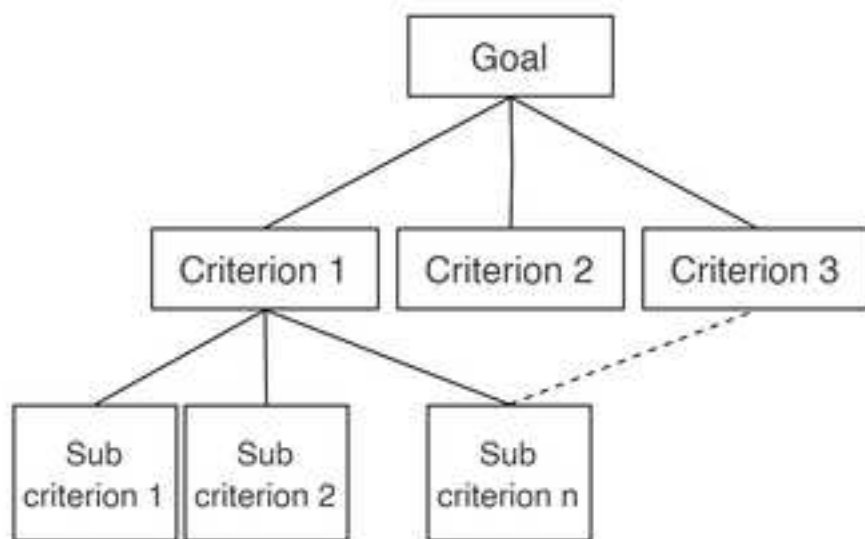 Goal
Criterion 1
Criterion 2
Criterion 3
Sub
criterion 1
Sub
criterion 2
Sub
criterion n